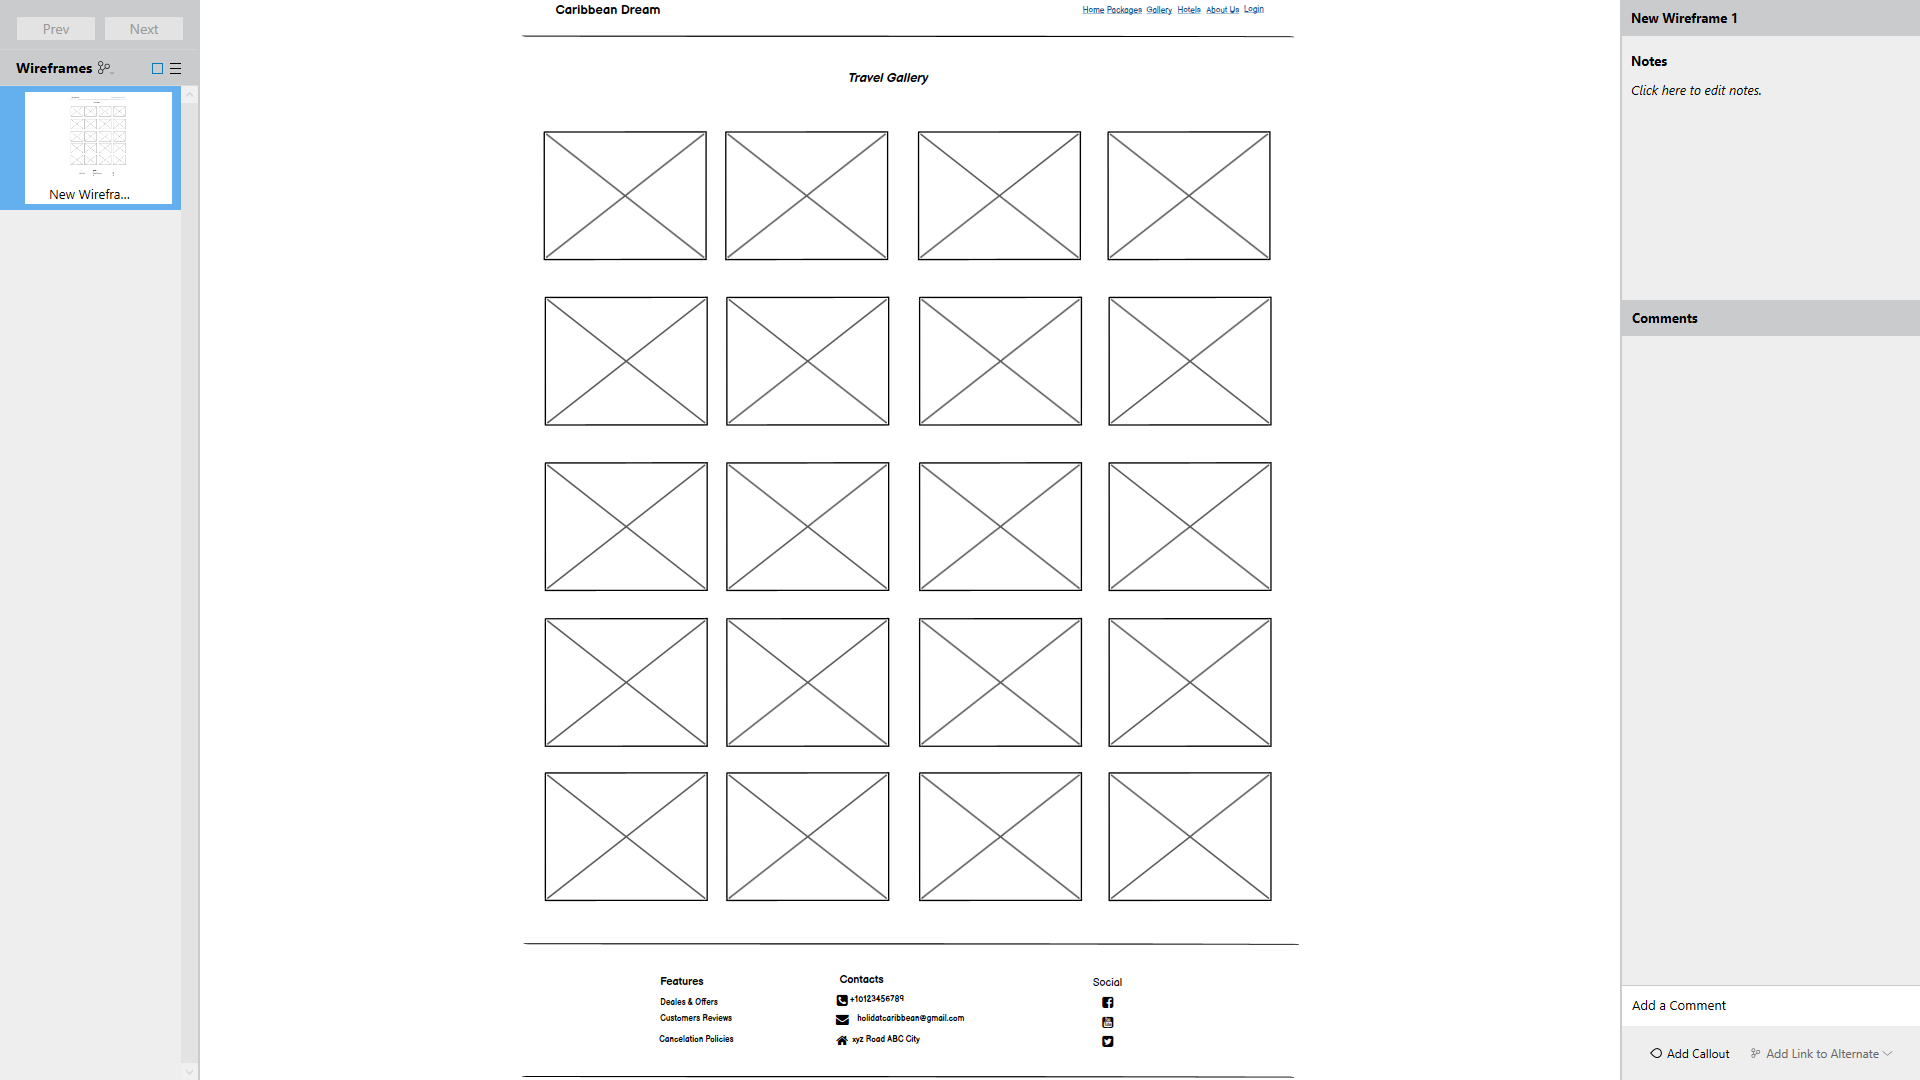 Prev Next
Wireframes
New Wirefra...
Caribbean Dream
Home Packages Gallery Hotels About Us Login
Travel Gallery
Features
Deales & Offers
Customers Reviews
Cancelation Policies
Contacts
+10123456789
holidatcaribbean@gmail.com
xyz Road ABC City
Social
New Wireframe 1
Notes
Click here to edit notes.
Comments
Add a Comment
Add Callout Add Link to Alternate